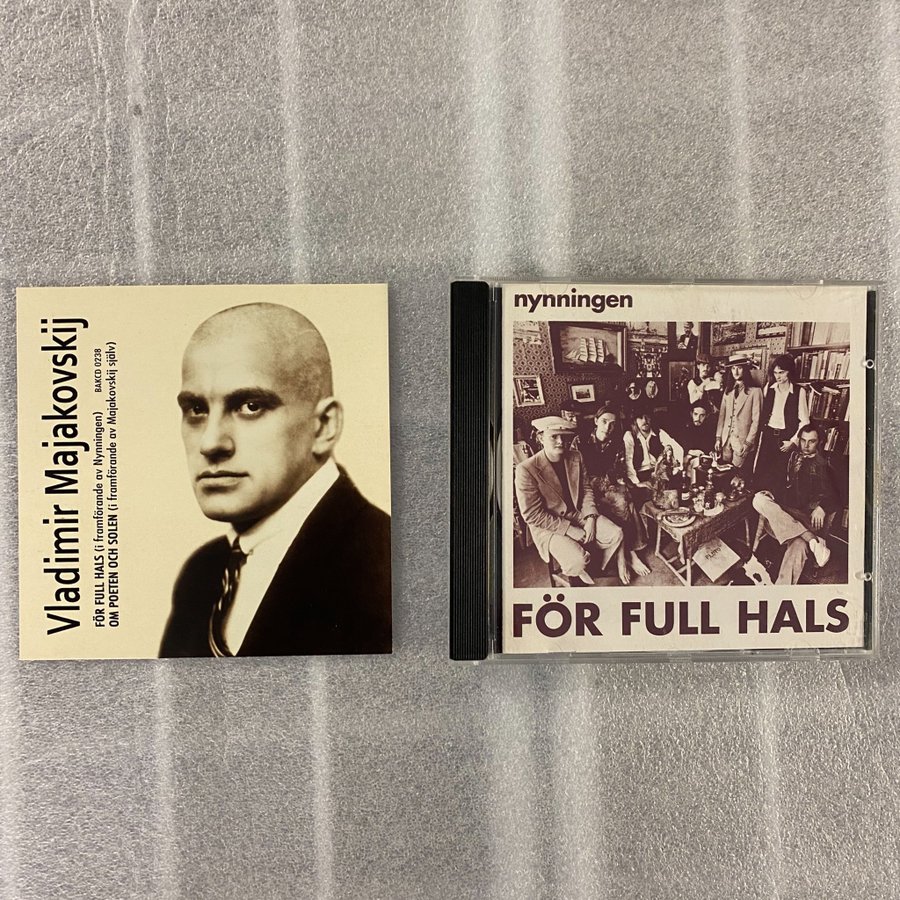 Vladimir Majakovskij
FÖR FULL HALS (i framförande av Nynningen) BAKCD 0238
OM POETEN OCH SOLEN (i framförande av Majakovskij själv)
nynningen
FÖR FULL HALS